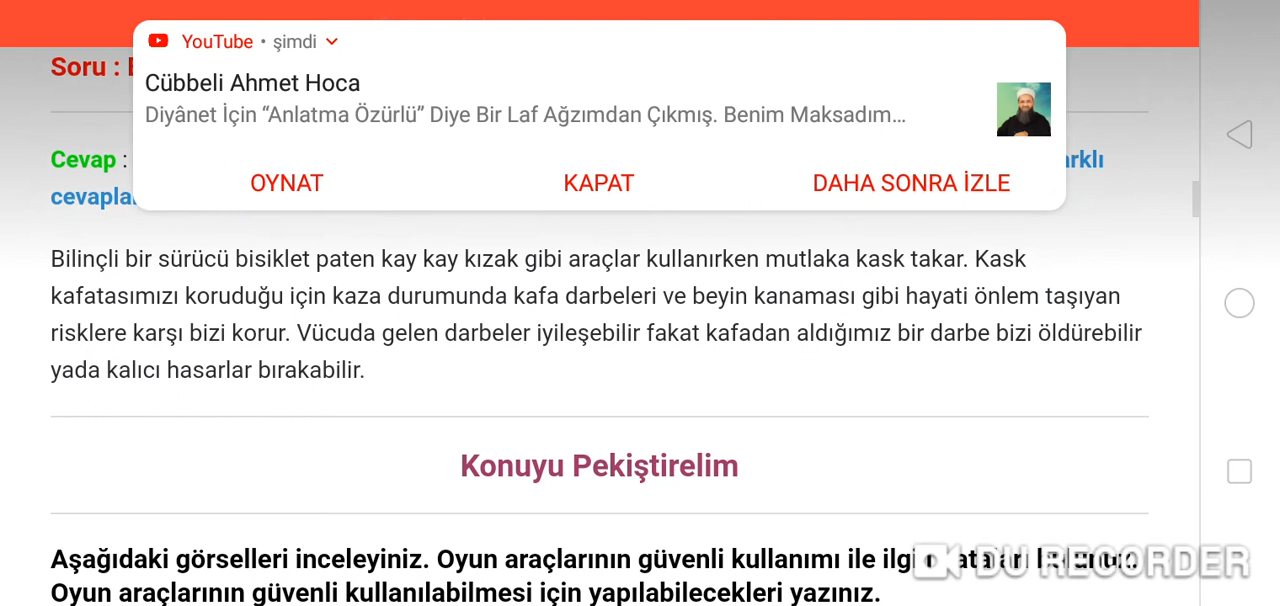 YouTube • şimdi
Cübbeli Ahmet Hoca
Diyânet İçin “Anlatma Özürlü” Diye Bir Laf Ağzımdan Çıkmış. Benim Maksadım...
OYNAT KAPAT DAHA SONRA İZLE
Soru :
Cevap :
Bilinçli bir sürücü bisiklet paten kay kay kızak gibi araçlar kullanırken mutlaka kask takar. Kask
kafatasımızı koruduğu için kaza durumunda kafa darbeleri ve beyin kanaması gibi hayati önlem taşıyan
risklere karşı bizi korur. Vücuda gelen darbeler iyileşebilir fakat kafadan aldığımız bir darbe bizi öldürebilir
yada kalıcı hasarlar bırakabilir.
Konuyu Pekiştirelim
Aşağıdaki görselleri inceleyiniz. Oyun araçlarının güvenli kullanımı ile
Oyun araçlarının güvenli kullanılabilmesi için yapılabilecekleri yazınız.
DU RECORDER